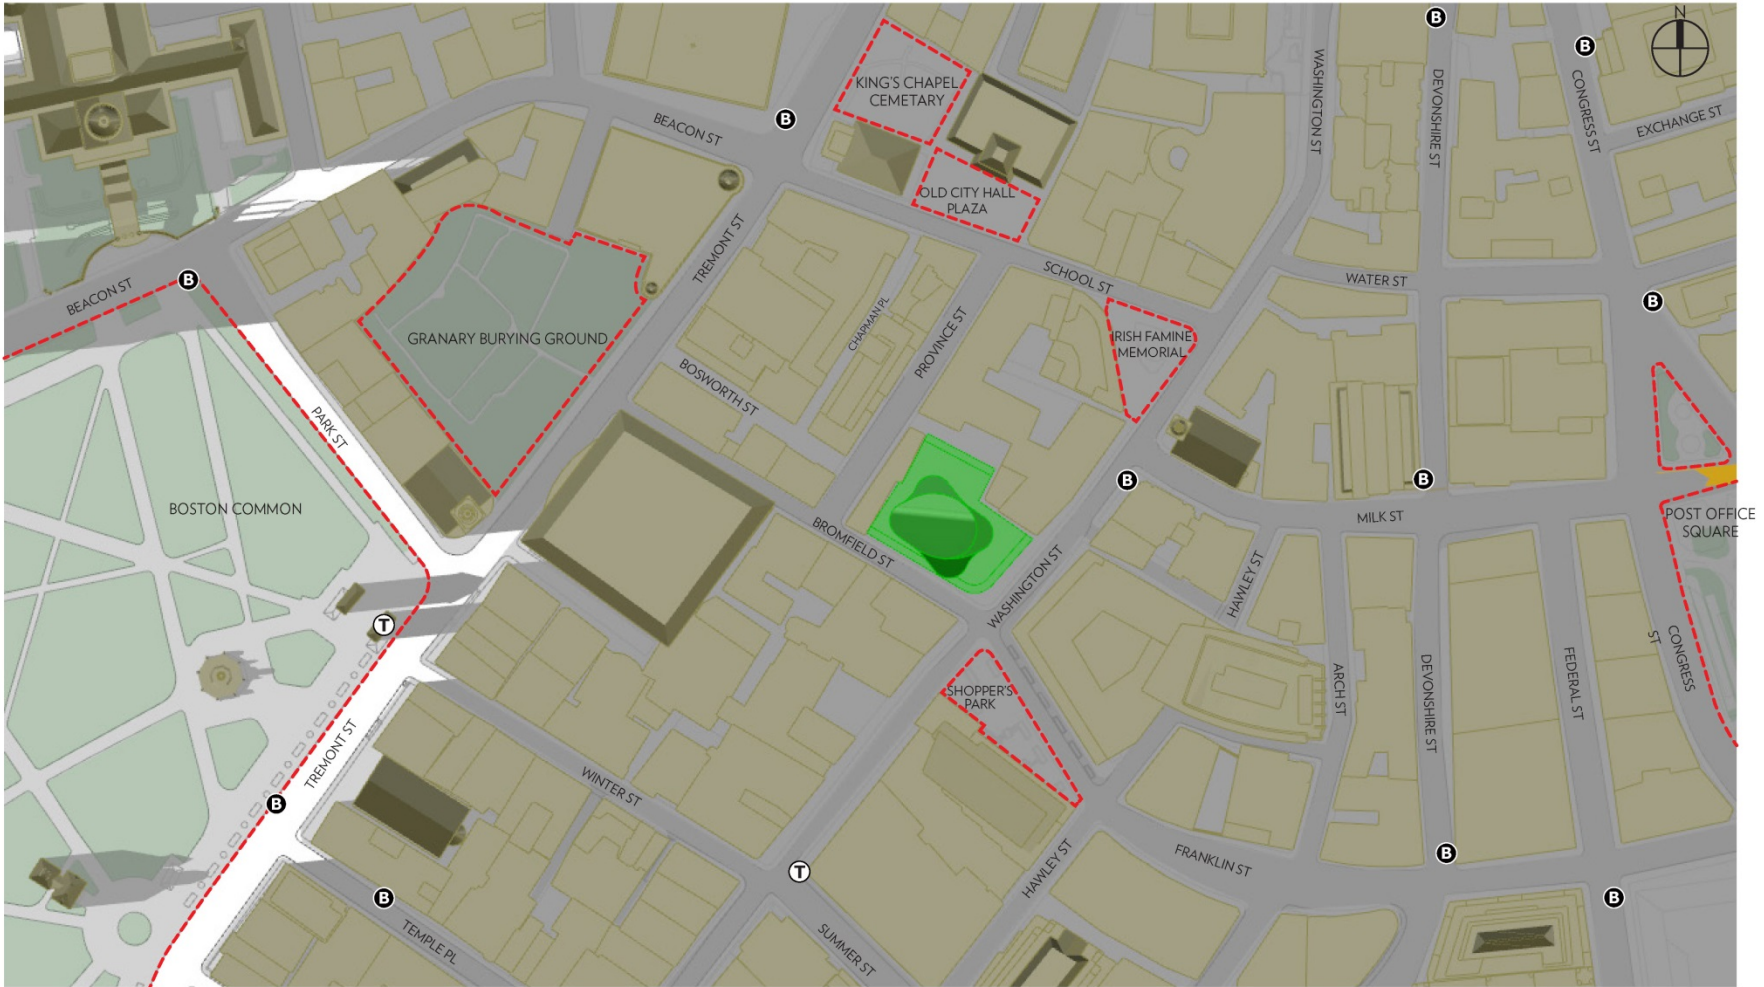 B
B
N
KING'S CHAPEL
CEMETARY
WASHINGTON ST
DEVONSHIRE ST
CONGRESS ST
EXCHANGE ST
BEACON ST
B
OLD CITY HALL
PLAZA
TREMONT ST
SCHOOL ST
WATER ST
BEACON ST
B
B
CHAPMAN PL
PROVINCE ST
GRANARY BURYING GROUND
IRISH FAMINE
MEMORIAL
BOSWORTH ST
PARK ST
B
B
BOSTON COMMON
BROMFIELD ST
MILK ST
POST OFFICE
SQUARE
WASHINGTON ST
HAWLEY ST
T
SHOPPER'S
PARK
ARCH ST
DEVONSHIRE ST
FEDERAL ST
CONGRESS
ST
TREMONT ST
WINTER ST
B
B
FRANKLIN ST
HAWLEY ST
T
B
B
TEMPLE PL
SUMMER ST